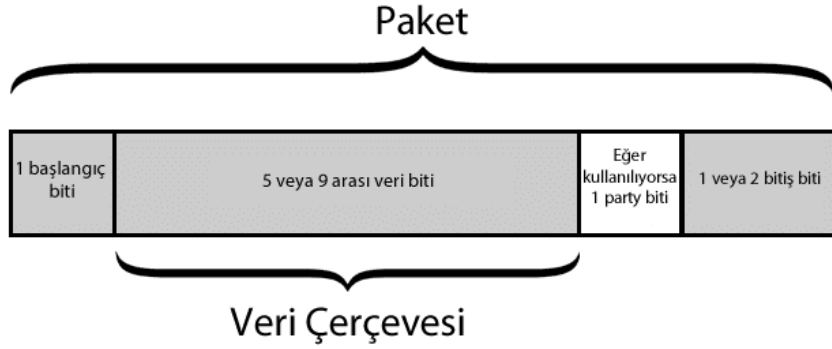 Paket
1 başlangıç
biti
5 veya 9 arası veri biti
Eğer
kullanılıyorsa
1 party biti
1 veya 2 bitiş biti
Veri Çerçevesi